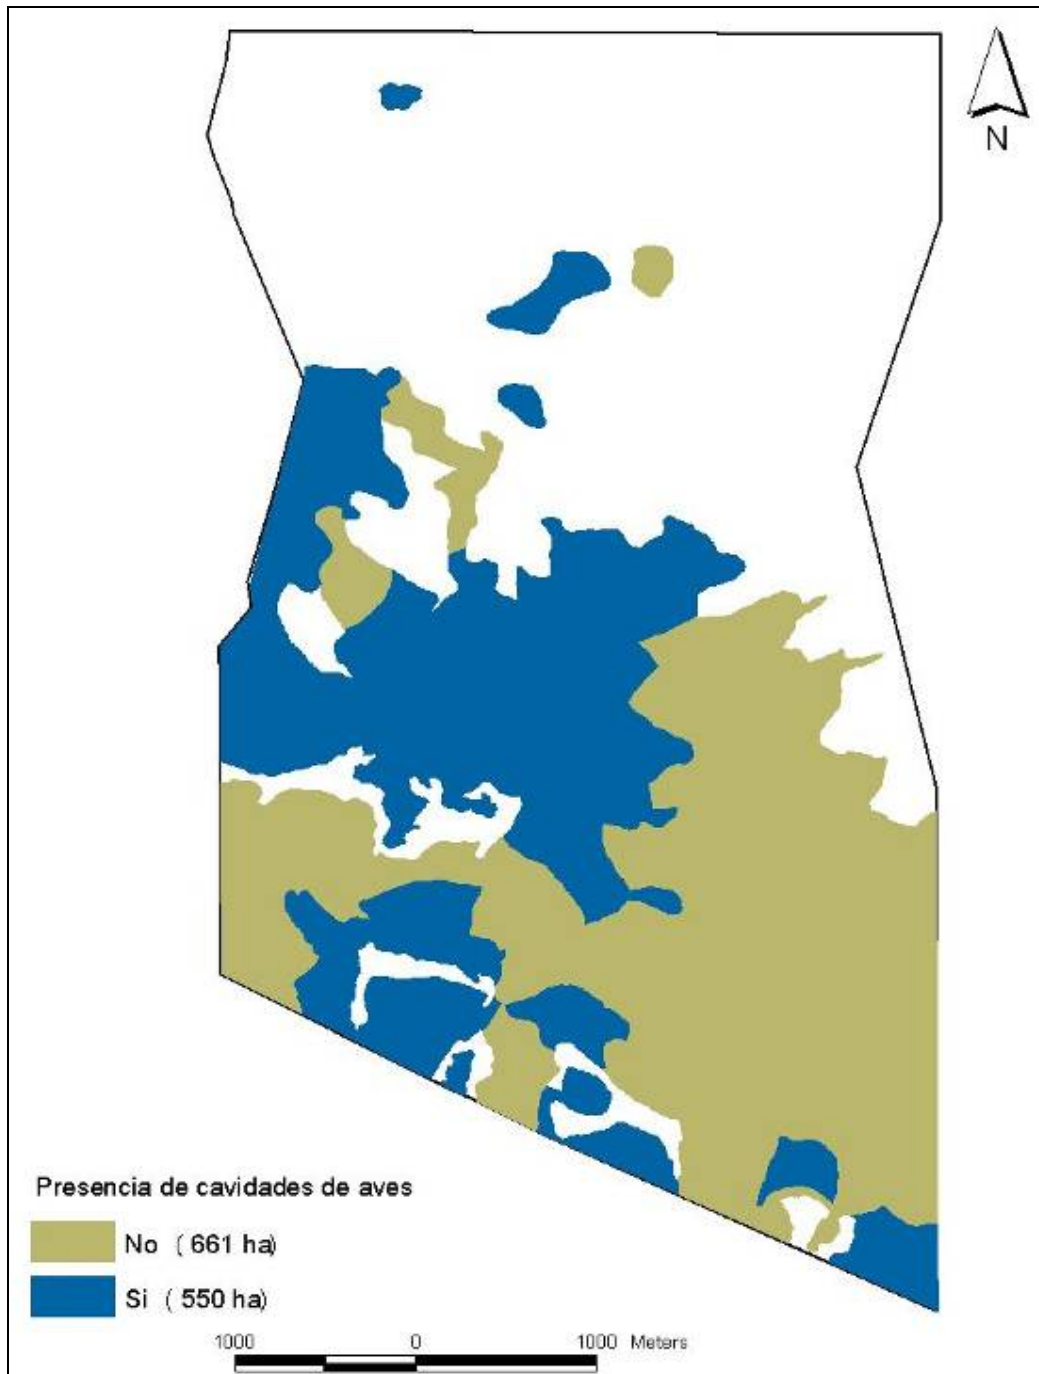 N
Presencia de cavidades de aves
No ( 661 ha)
Si ( 550 ha)
1000 0 1000 Meters